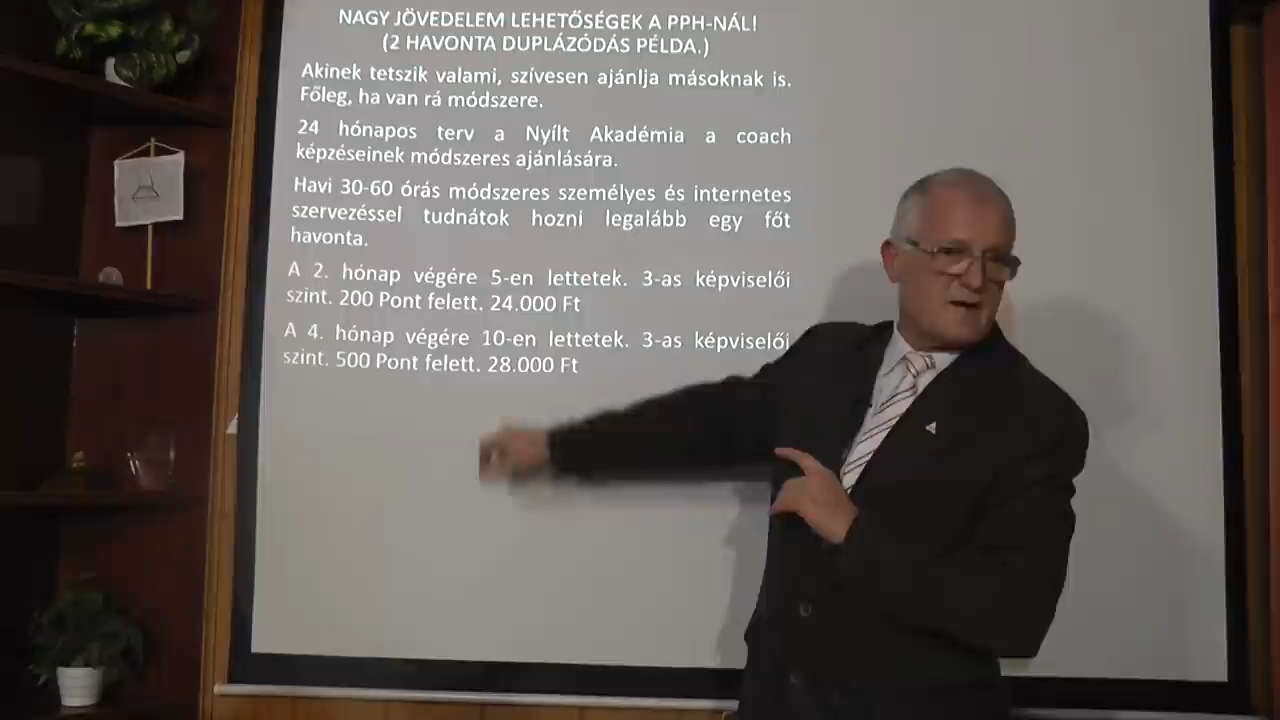 NAGY JÖVEDELEM LEHETŐSÉGEK A PPH-NÁL!
(2 HAVONTA DUPLÁZÓDÁS PÉLDA.)
Akinek tetszik valami, szívesen ajánlja másoknak is.
Főleg, ha van rá módszere.
24 hónapos terv a Nyílt Akadémia a coach
képzéseinek módszeres ajánlására.
Havi 30-60 órás módszeres személyes és internetes
szervezéssel tudnátok hozni legalább egy főt
havonta.
A 2. hónap végére 5-en lettetek. 3-as képviselői
szint. 200 Pont felett. 24.000 Ft
A 4. hónap végére 10-en lettetek. 3-as képviselői
szint. 500 Pont felett. 28.000 Ft